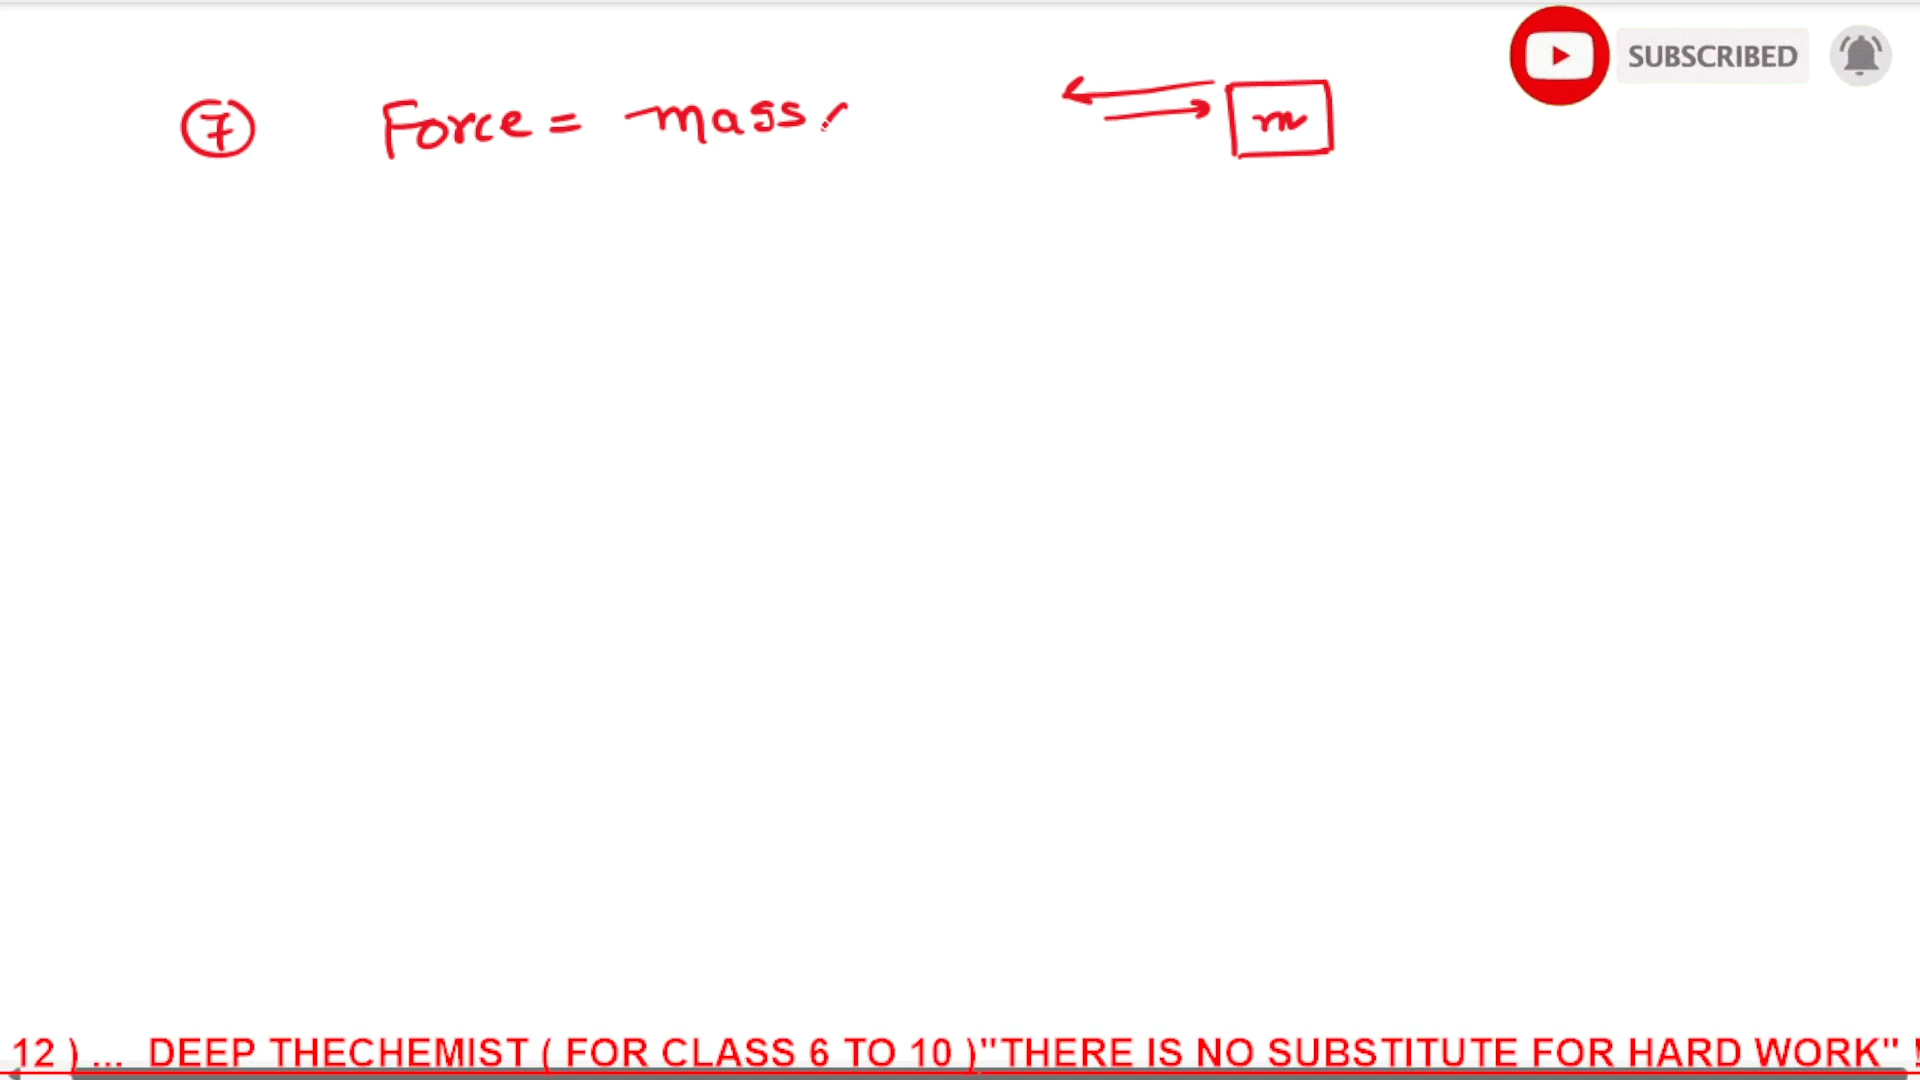 SUBSCRIBED
7 Force = mass
m
12 ) ... DEEP THECHEMIST ( FOR CLASS 6 TO 10 )"THERE IS NO SUBSTITUTE FOR HARD WORK" !